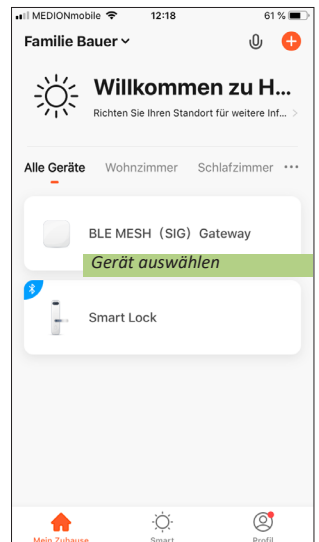 MEDIONmobile 12:18 61 %
Familie Bauer
Willkommen zu H...
Richten Sie Ihren Standort für weitere Inf... >
Alle Geräte Wohnzimmer Schlafzimmer ...
BLE MESH（SIG）Gateway
Gerät auswählen
Smart Lock
Mein Zuhause Smart Profil